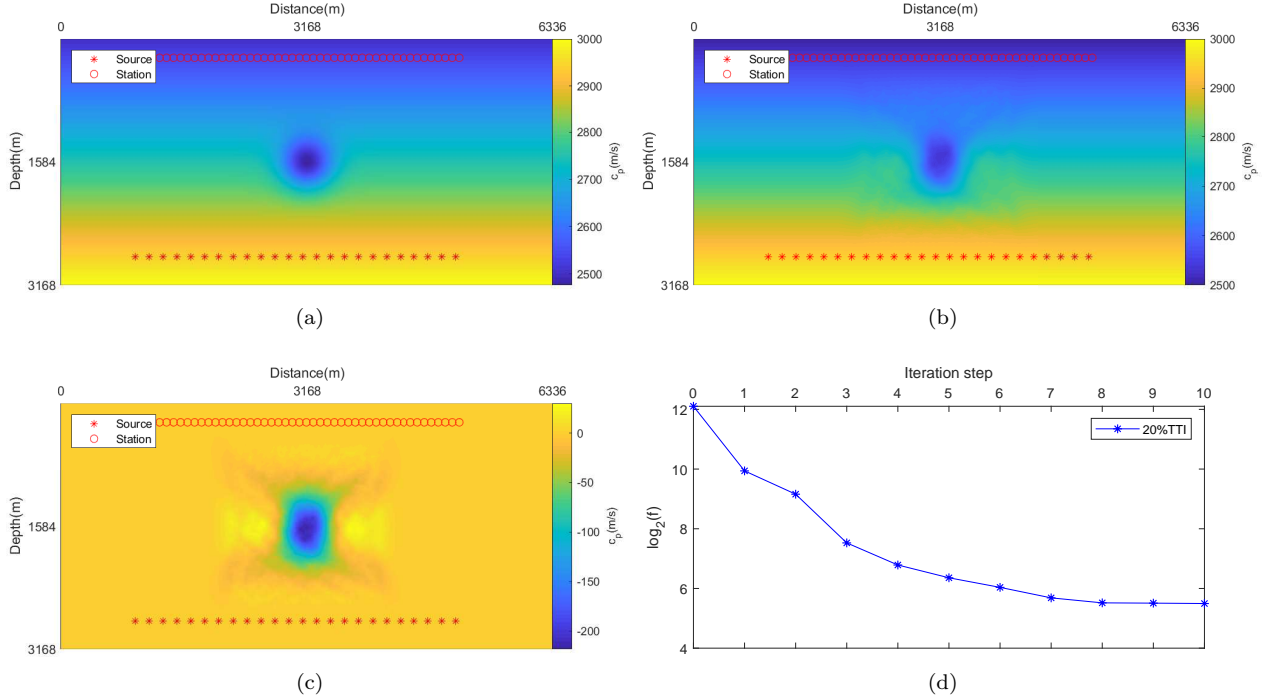 Distance(m)
0 3168 6336
Depth(m)
1584
3168
Source
Station
3000
2900
2800
2700
2600
2500
c_p(m/s)
(a)
Distance(m)
0 3168 6336
Depth(m)
1584
3168
Source
Station
3000
2900
2800
2700
2600
2500
c_p(m/s)
(b)
Distance(m)
0 3168 6336
Depth(m)
1584
3168
Source
Station
0
-50
-100
-150
-200
c_p(m/s)
(c)
Iteration step
0 1 2 3 4 5 6 7 8 9 10
log_2(f)
12
10
8
6
4
20%TTI
(d)